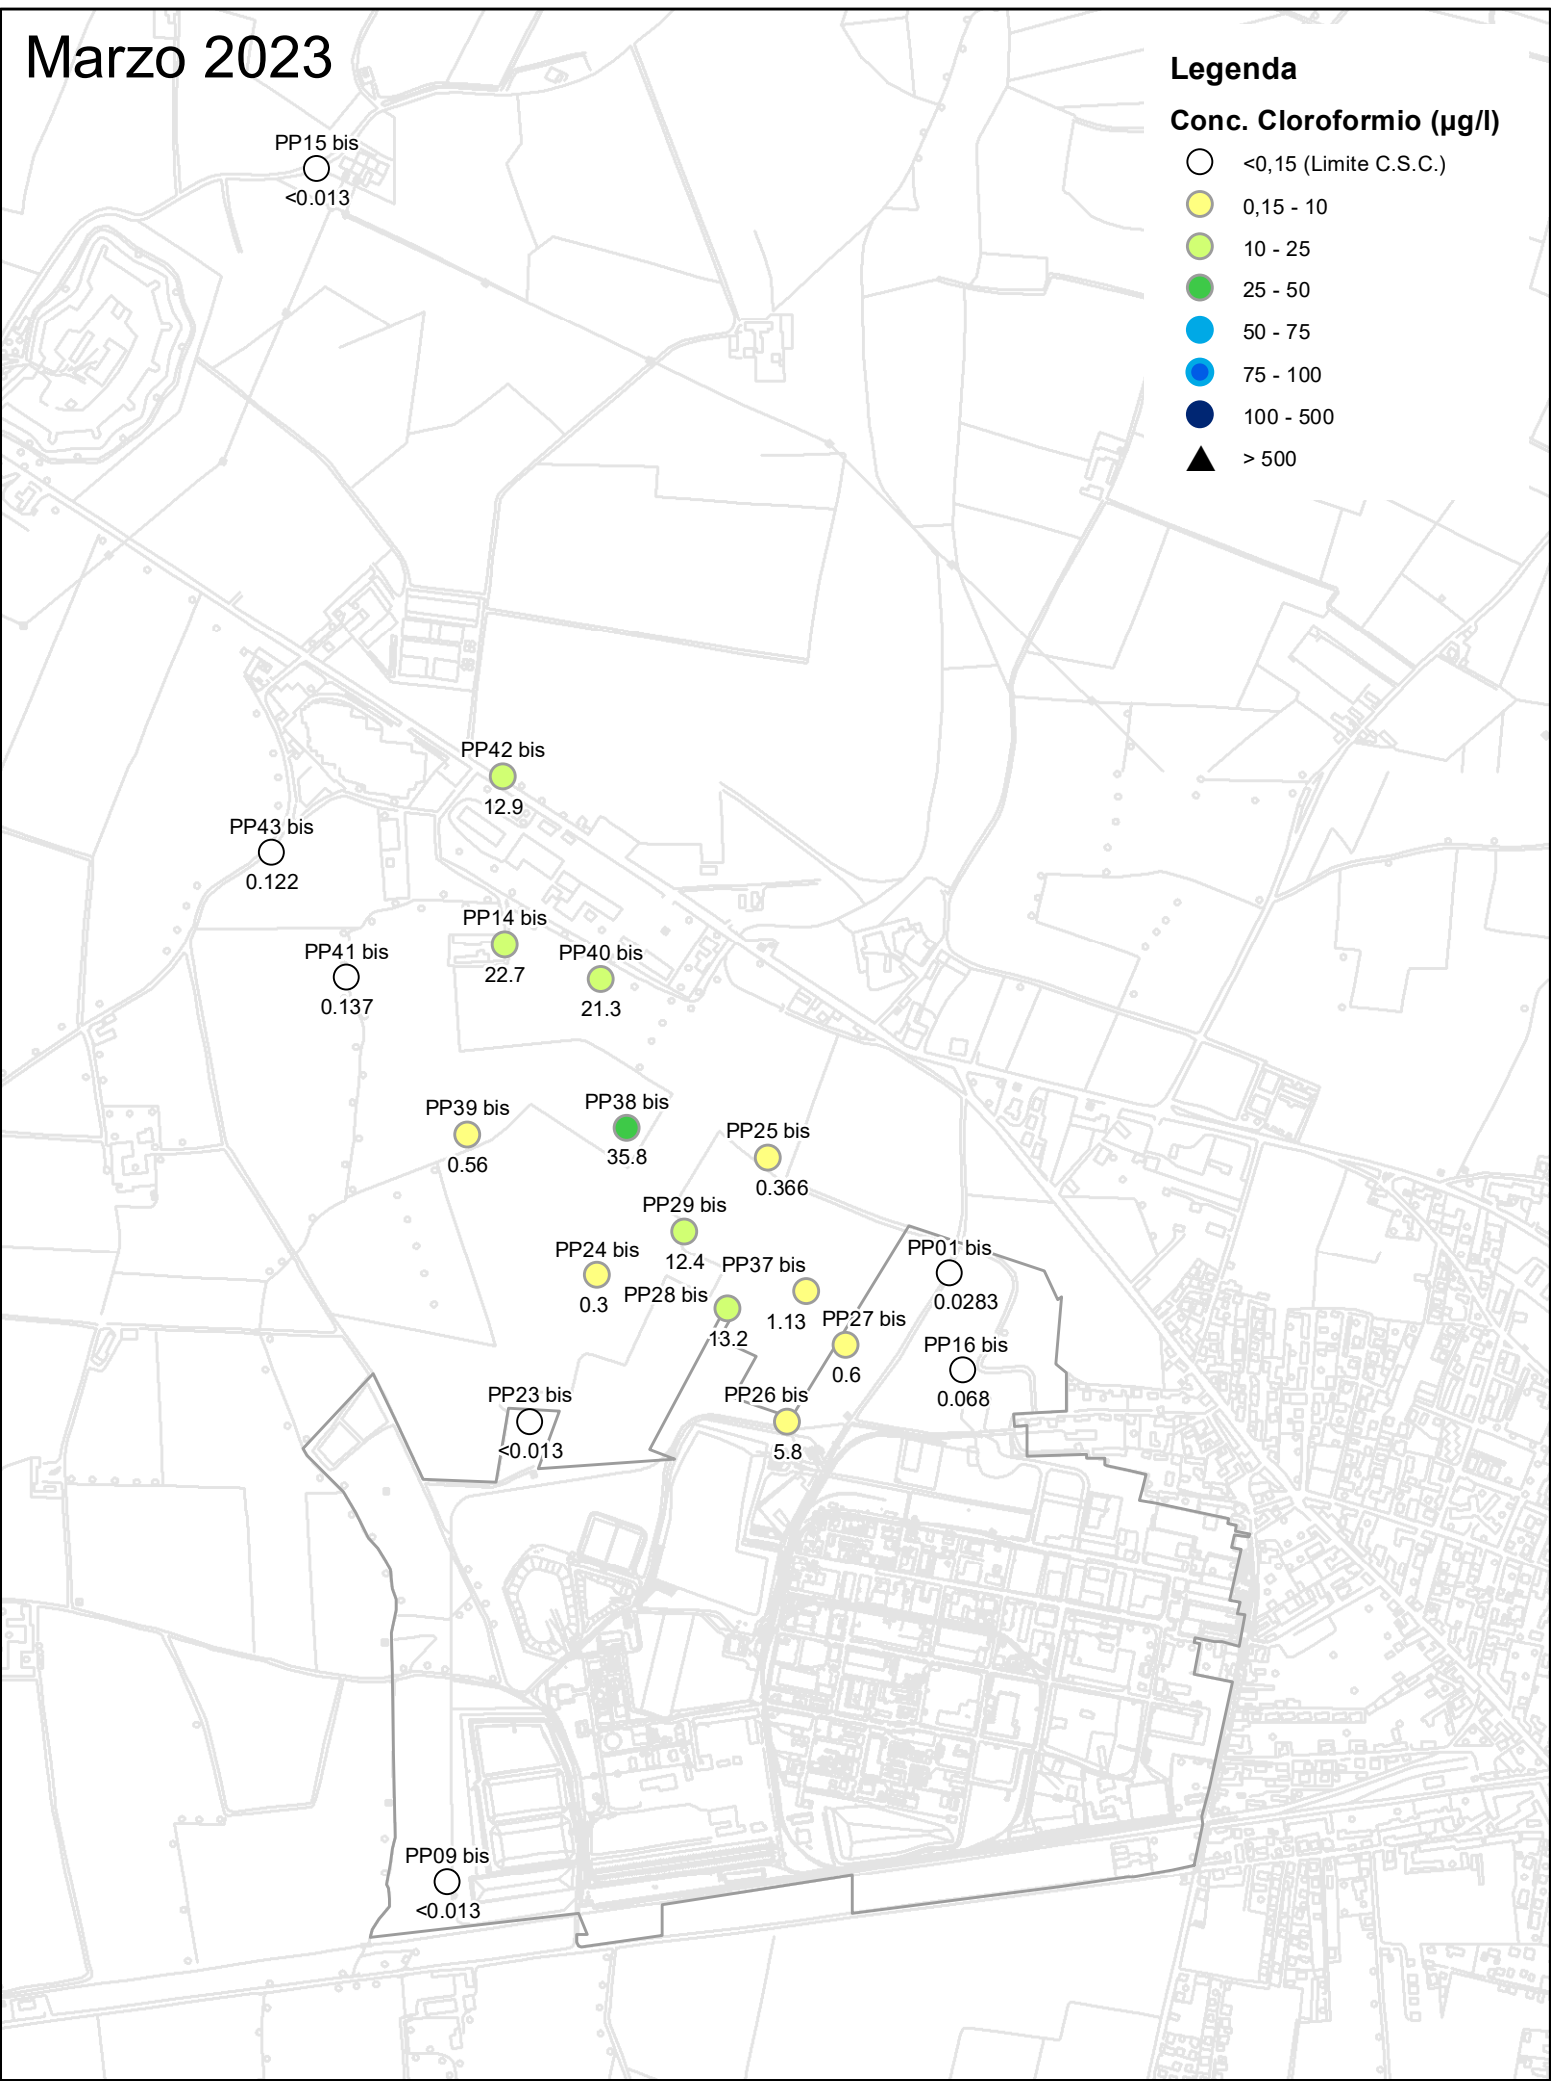 Marzo 2023
Legenda
Conc. Cloroformio (µg/l)
<0,15 (Limite C.S.C.)
0,15 - 10
10 - 25
25 - 50
50 - 75
75 - 100
100 - 500
> 500
PP15 bis
<0.013
PP42 bis
12.9
PP43 bis
0.122
PP14 bis
22.7
PP40 bis
21.3
PP41 bis
0.137
PP39 bis
0.56
PP38 bis
35.8
PP25 bis
0.366
PP29 bis
12.4
PP24 bis
0.3
PP37 bis
1.13
PP28 bis
13.2
PP01 bis
0.0283
PP27 bis
0.6
PP16 bis
0.068
PP23 bis
<0.013
PP26 bis
5.8
PP09 bis
<0.013